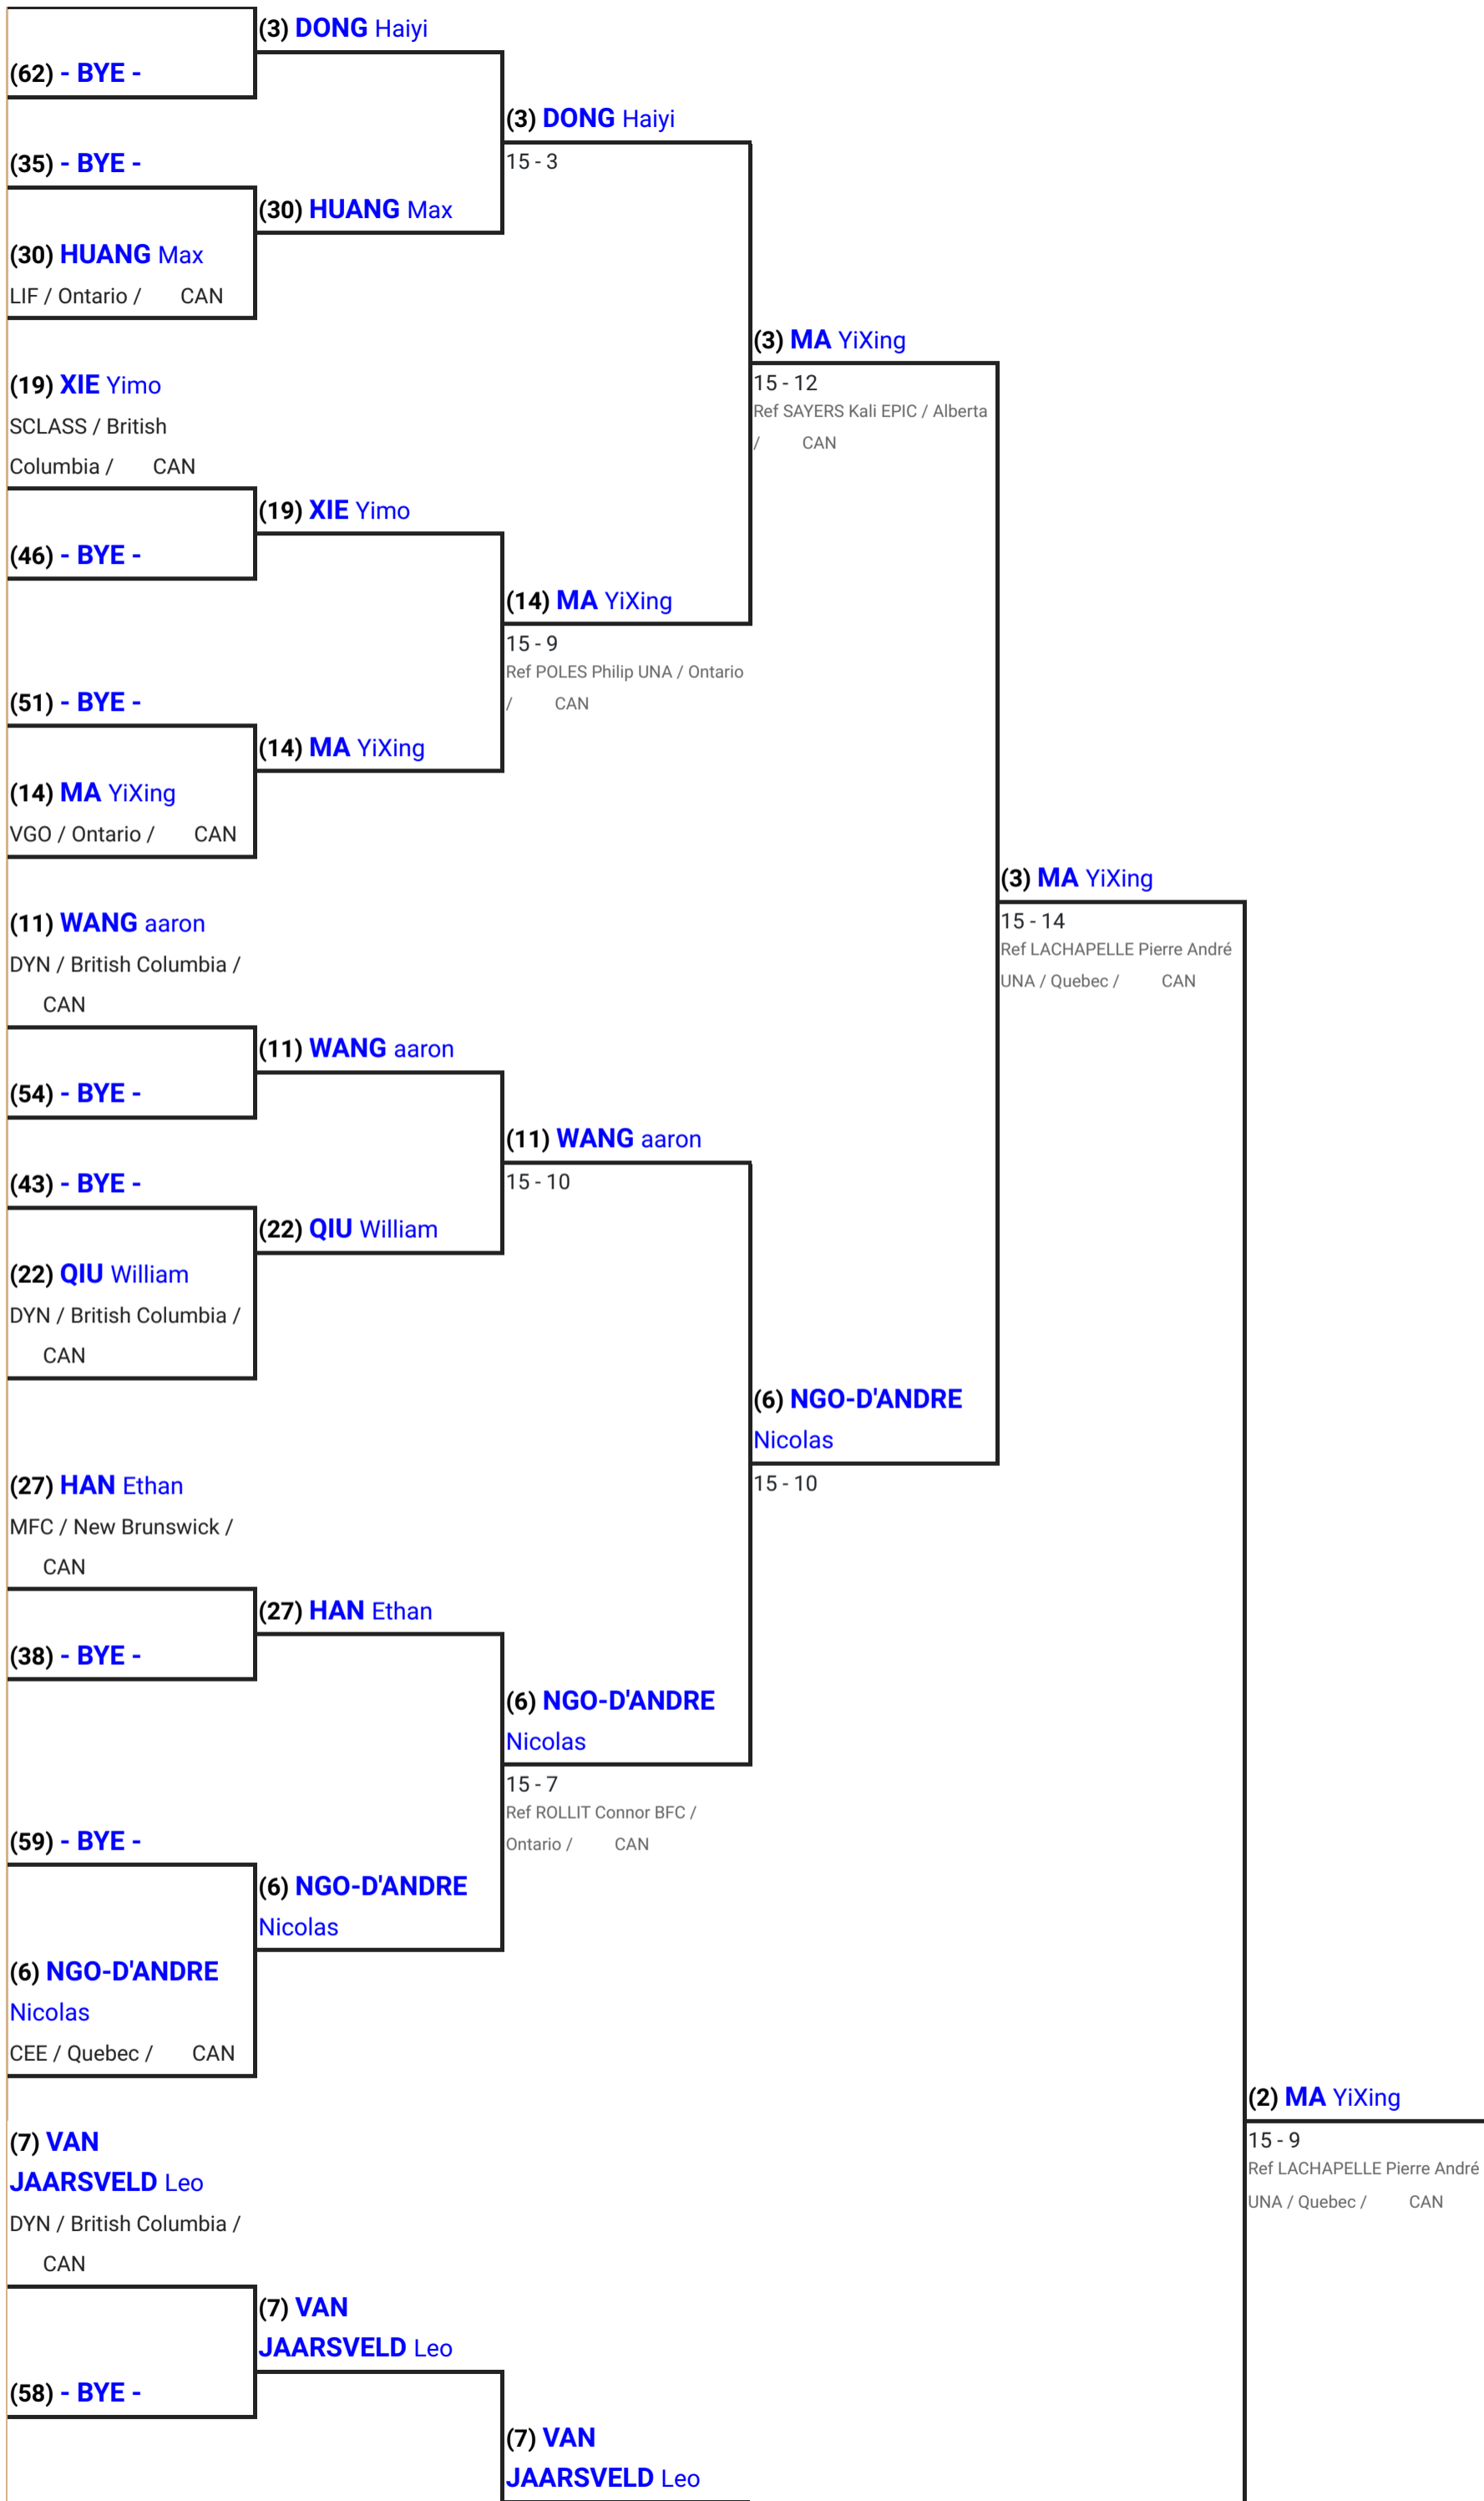 (3) DONG Haiyi
(62) - BYE -
(3) DONG Haiyi
15 - 3
(35) - BYE -
(30) HUANG Max
(30) HUANG Max
LIF / Ontario / CAN
(3) MA YiXing
15 - 12
Ref SAYERS Kali EPIC / Alberta
/ CAN
(19) XIE Yimo
SCLASS / British
Columbia / CAN
(19) XIE Yimo
(46) - BYE -
(14) MA YiXing
15 - 9
Ref POLES Philip UNA / Ontario
/ CAN
(51) - BYE -
(14) MA YiXing
(14) MA YiXing
VGO / Ontario / CAN
(3) MA YiXing
15 - 14
Ref LACHAPELLE Pierre André
UNA / Quebec / CAN
(11) WANG aaron
DYN / British Columbia /
CAN
(11) WANG aaron
(54) - BYE -
(11) WANG aaron
15 - 10
(43) - BYE -
(22) QIU William
(22) QIU William
DYN / British Columbia /
CAN
(6) NGO-D'ANDRE
Nicolas
15 - 10
(27) HAN Ethan
MFC / New Brunswick /
CAN
(27) HAN Ethan
(38) - BYE -
(6) NGO-D'ANDRE
Nicolas
15 - 7
Ref ROLLIT Connor BFC /
Ontario / CAN
(59) - BYE -
(6) NGO-D'ANDRE
Nicolas
(6) NGO-D'ANDRE
Nicolas
CEE / Quebec / CAN
(2) MA YiXing
15 - 9
Ref LACHAPELLE Pierre André
UNA / Quebec / CAN
(7) VAN
JAARSVELD Leo
DYN / British Columbia /
CAN
(7) VAN
JAARSVELD Leo
(58) - BYE -
(7) VAN
JAARSVELD Leo